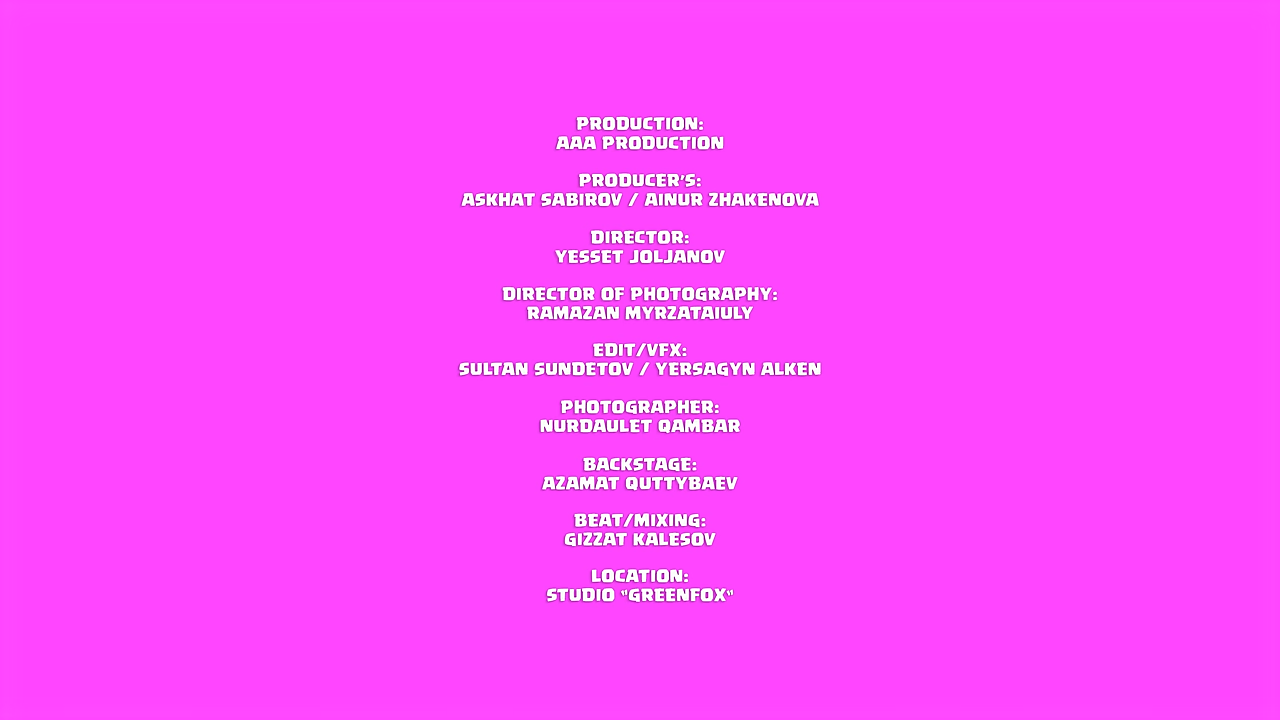 PRODUCTION:
AAA PRODUCTION
PRODUCER'S:
ASKHAT SABIROV / AINUR ZHAKENOVA
DIRECTOR:
YESSET JOLJANOV
DIRECTOR OF PHOTOGRAPHY:
RAMAZAN MYRZATAIULY
EDIT/VFX:
SULTAN SUNDETOV / YERSAGYN ALKEN
PHOTOGRAPHER:
NURDAULET QAMBAR
BACKSTAGE:
AZAMAT QUTTYBAEV
BEAT/MIXING:
GIZZAT KALESOV
LOCATION:
STUDIO "GREENFOX"